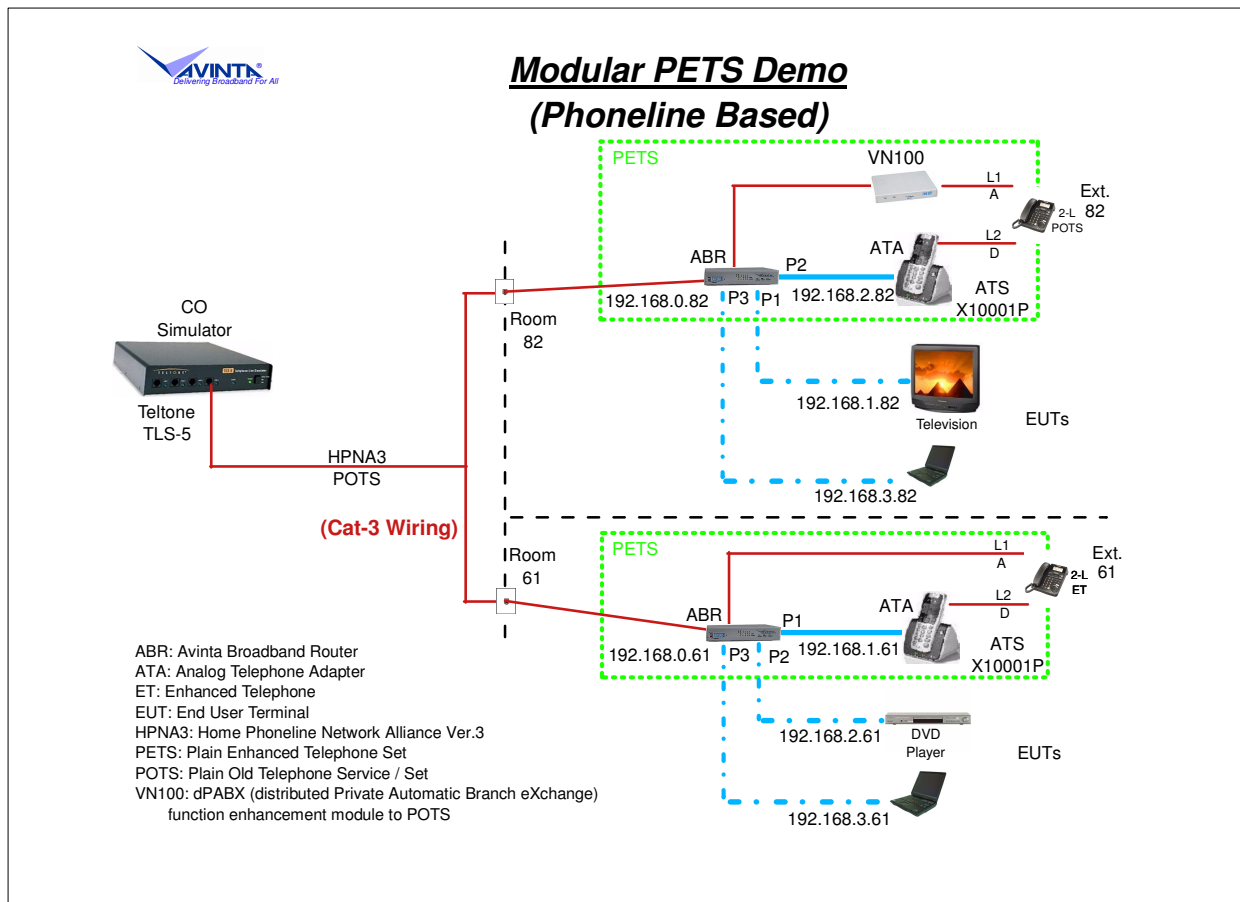 AVINTA®
Delivering Broadband For All
Modular PETS Demo
(Phoneline Based)
PETS
VN100
L1
A
Ext.
82
2-L
POTS
L2
D
ATA
ABR
P2
192.168.0.82
P3
P1
192.168.2.82
ATS
X10001P
CO
Simulator
TELTONE
Teltone
TLS-5
Room
82
192.168.1.82
Television
EUTs
HPNA3
POTS
192.168.3.82
(Cat-3 Wiring)
PETS
L1
A
Ext.
61
2-L
ET
Room
61
L2
D
ATA
ABR
P1
192.168.0.61
P3
P2
192.168.1.61
ATS
X10001P
192.168.2.61
DVD
Player
EUTs
192.168.3.61
ABR: Avinta Broadband Router
ATA: Analog Telephone Adapter
ET: Enhanced Telephone
EUT: End User Terminal
HPNA3: Home Phoneline Network Alliance Ver.3
PETS: Plain Enhanced Telephone Set
POTS: Plain Old Telephone Service / Set
VN100: dPABX (distributed Private Automatic Branch eXchange)
function enhancement module to POTS